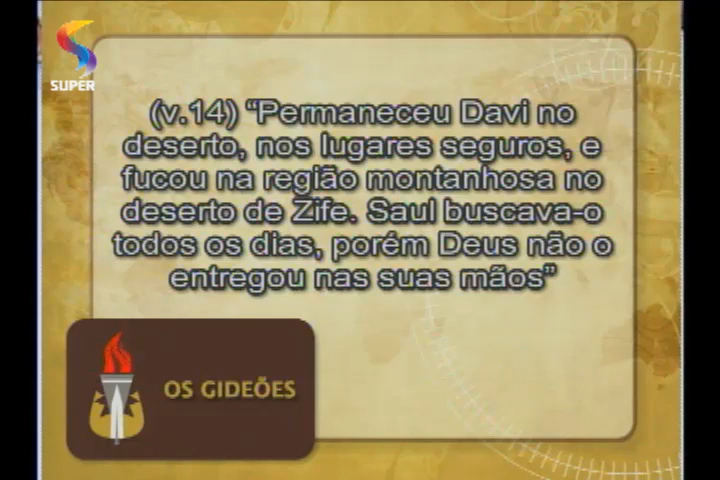 SUPER
(v.14) “Permaneceu Davi no
deserto, nos lugares seguros, e
fucou na região montanhosa no
deserto de Zife. Saul buscava-o
todos os dias, porém Deus não o
entregou nas suas mãos”
OS GIDEÕES